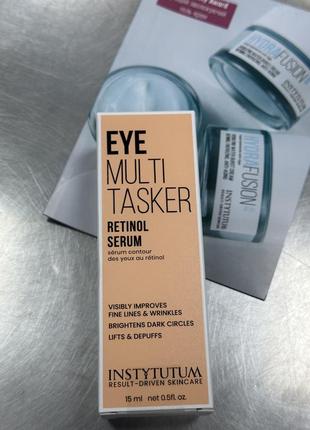 HYDRAFUSION
HYDRAFUSION
EYE
MULTI
TASKER
RETINOL
SERUM
sérum contour
des yeux au rétinol
VISIBLY IMPROVES
FINE LINES & WRINKLES
BRIGHTENS DARK CIRCLES
LIFTS & DEPUFFS
INSTYTUTUM
RESULT-DRIVEN SKINCARE
15 ml net 0.5fl. oz.
INSTYTUTUM